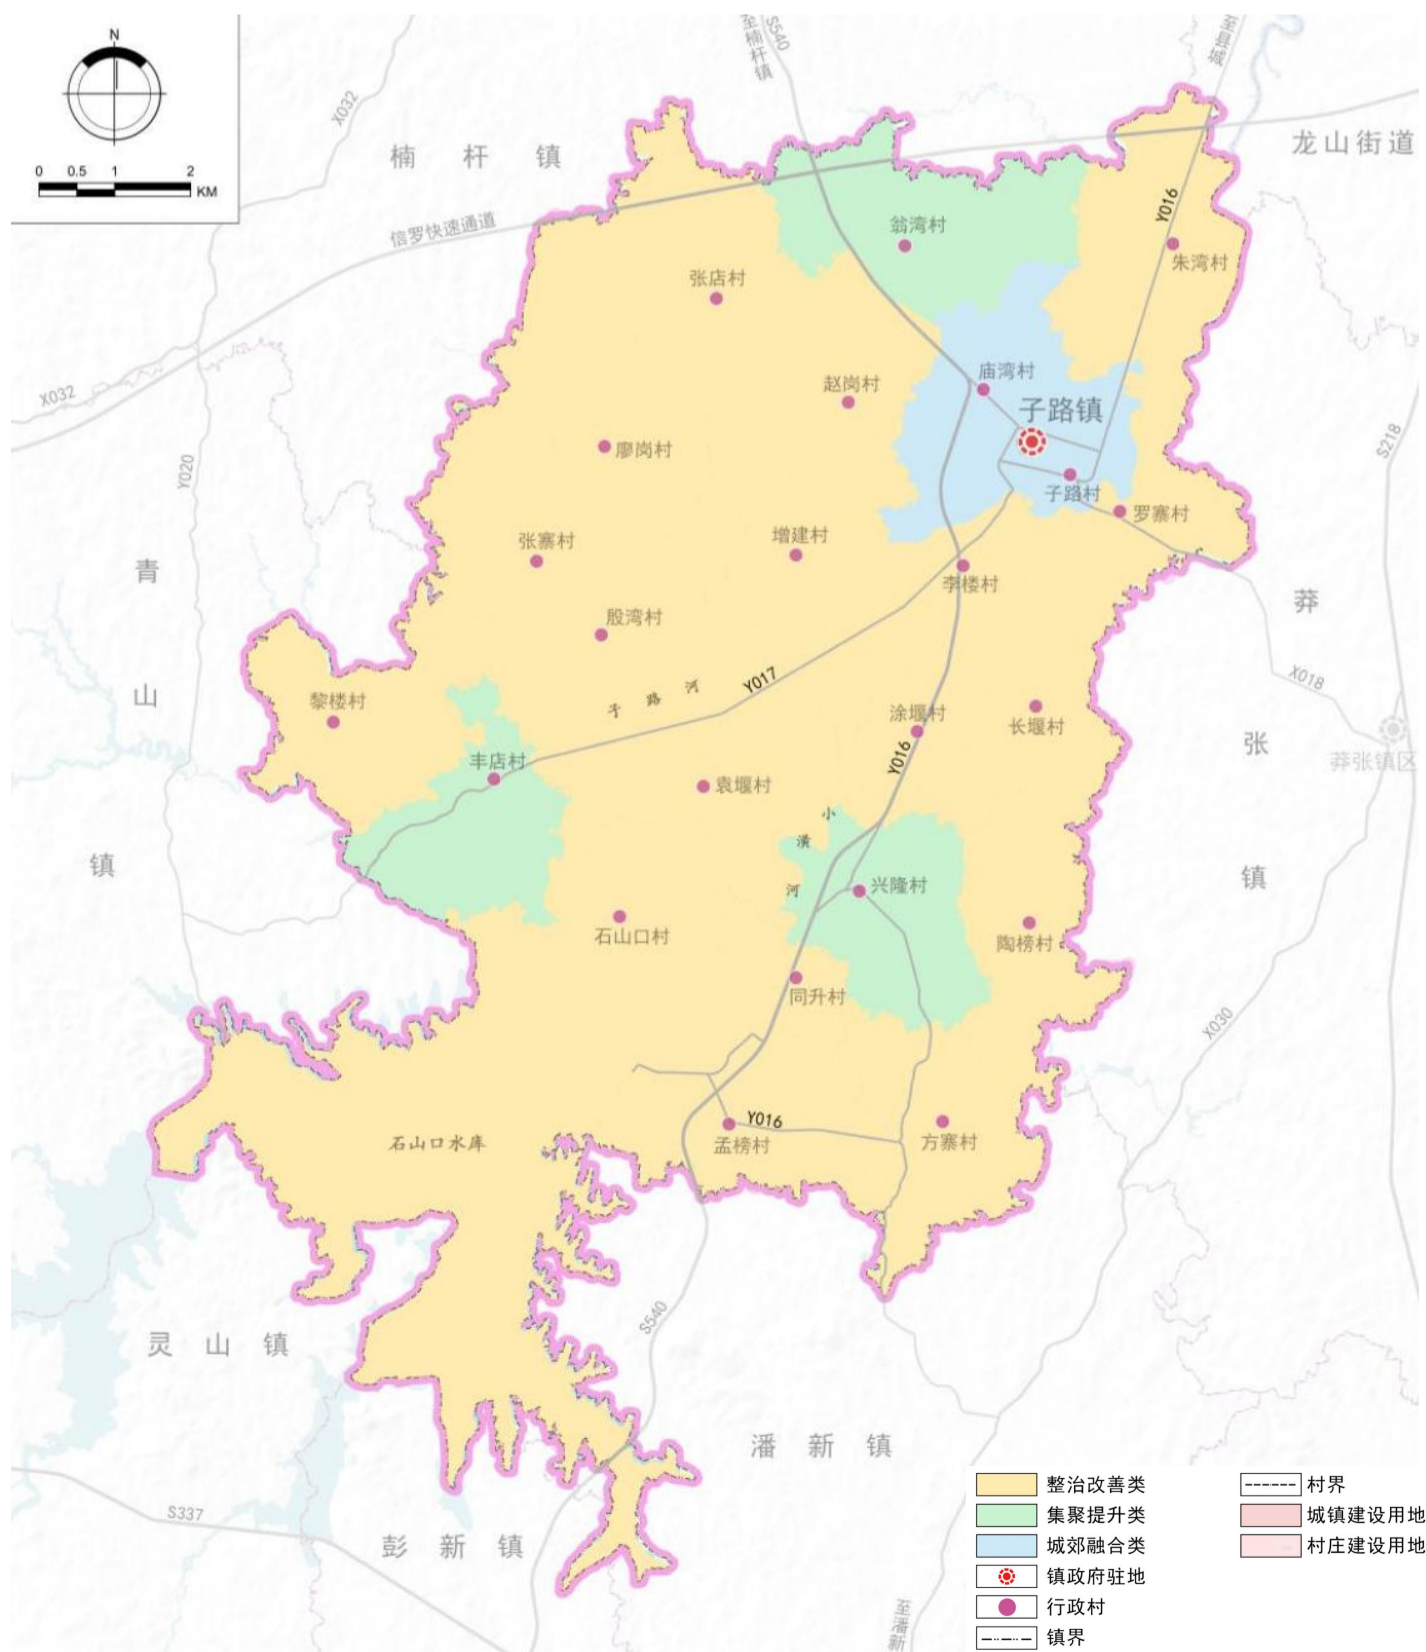 N
0 0.5 1 2
KM
至楠杆镇
S540
至县城
X032
楠杆镇
龙山街道
Y016
信罗快速通道
翁湾村
朱湾村
张店村
X032
庙湾村
赵岗村
子路镇
廖岗村
S218
Y020
子路村
罗寨村
张寨村
增建村
李楼村
青山镇
莽张镇
殷湾村
X018
Y017
子路河
黎楼村
涂堰村
长堰村
Y016
莽张镇区
丰店村
袁堰村
小潢河
兴隆村
石山口村
陶榜村
同升村
X030
石山口水库
Y016
孟榜村
方寨村
S540
灵山镇
潘新镇
S337
彭新镇
至潘新
整治改善类
集聚提升类
城郊融合类
镇政府驻地
行政村
镇界
村界
城镇建设用地
村庄建设用地